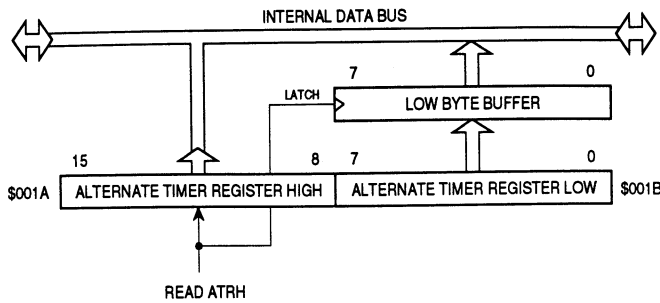 INTERNAL DATA BUS
7 0
LATCH
LOW BYTE BUFFER
15 8 7 0
$001A ALTERNATE TIMER REGISTER HIGH ALTERNATE TIMER REGISTER LOW $001B
READ ATRH